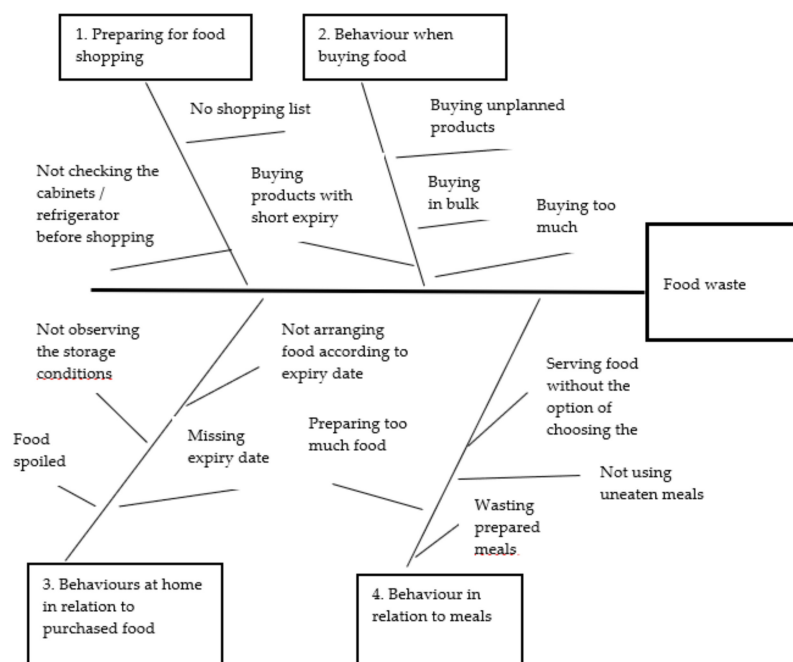 1. Preparing for food
shopping
2. Behaviour when
buying food
No shopping list
Buying unplanned
products
Not checking the
cabinets /
refrigerator
before shopping
Buying
products with
short expiry
Buying
in bulk
Buying too
much
Food waste
Not observing
the storage
conditions
Not arranging
food according to
expiry date
Serving food
without the
option of
choosing the
Food
spoiled
Missing
expiry date
Preparing too
much food
Not using
uneaten meals
Wasting
prepared
meals
3. Behaviours at home
in relation to
purchased food
4. Behaviour in
relation to meals